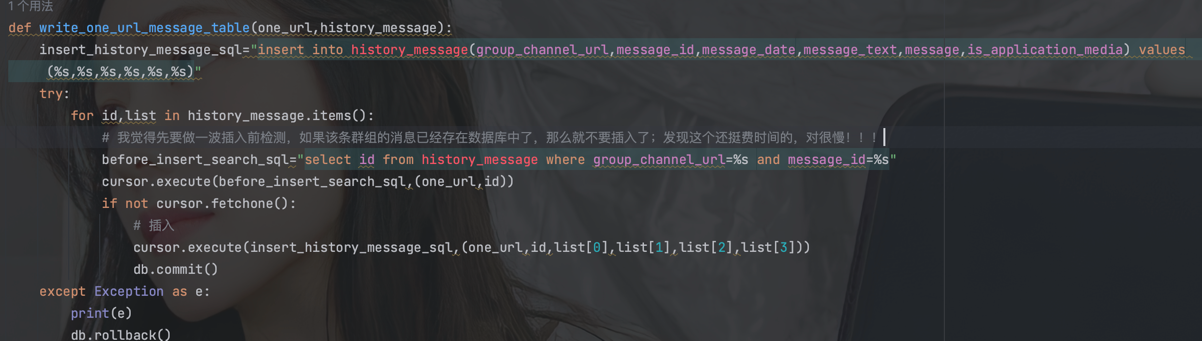 1 个用法
def write_one_url_message_table(one_url,history_message):
insert_history_message_sql="insert into history_message(group_channel_url,message_id,message_date,message_text,message,is_application_media) values
(%s,%s,%s,%s,%s,%s)"
try:
for id,list in history_message.items():
# 我觉得先要做一波插入前检测，如果该条群组的消息已经存在数据库中了，那么就不要插入了；发现这个还挺费时间的，对很慢！！！
before_insert_search_sql="select id from history_message where group_channel_url=%s and message_id=%s"
cursor.execute(before_insert_search_sql,(one_url,id))
if not cursor.fetchone():
# 插入
cursor.execute(insert_history_message_sql,(one_url,id,list[0],list[1],list[2],list[3]))
db.commit()
except Exception as e:
print(e)
db.rollback()